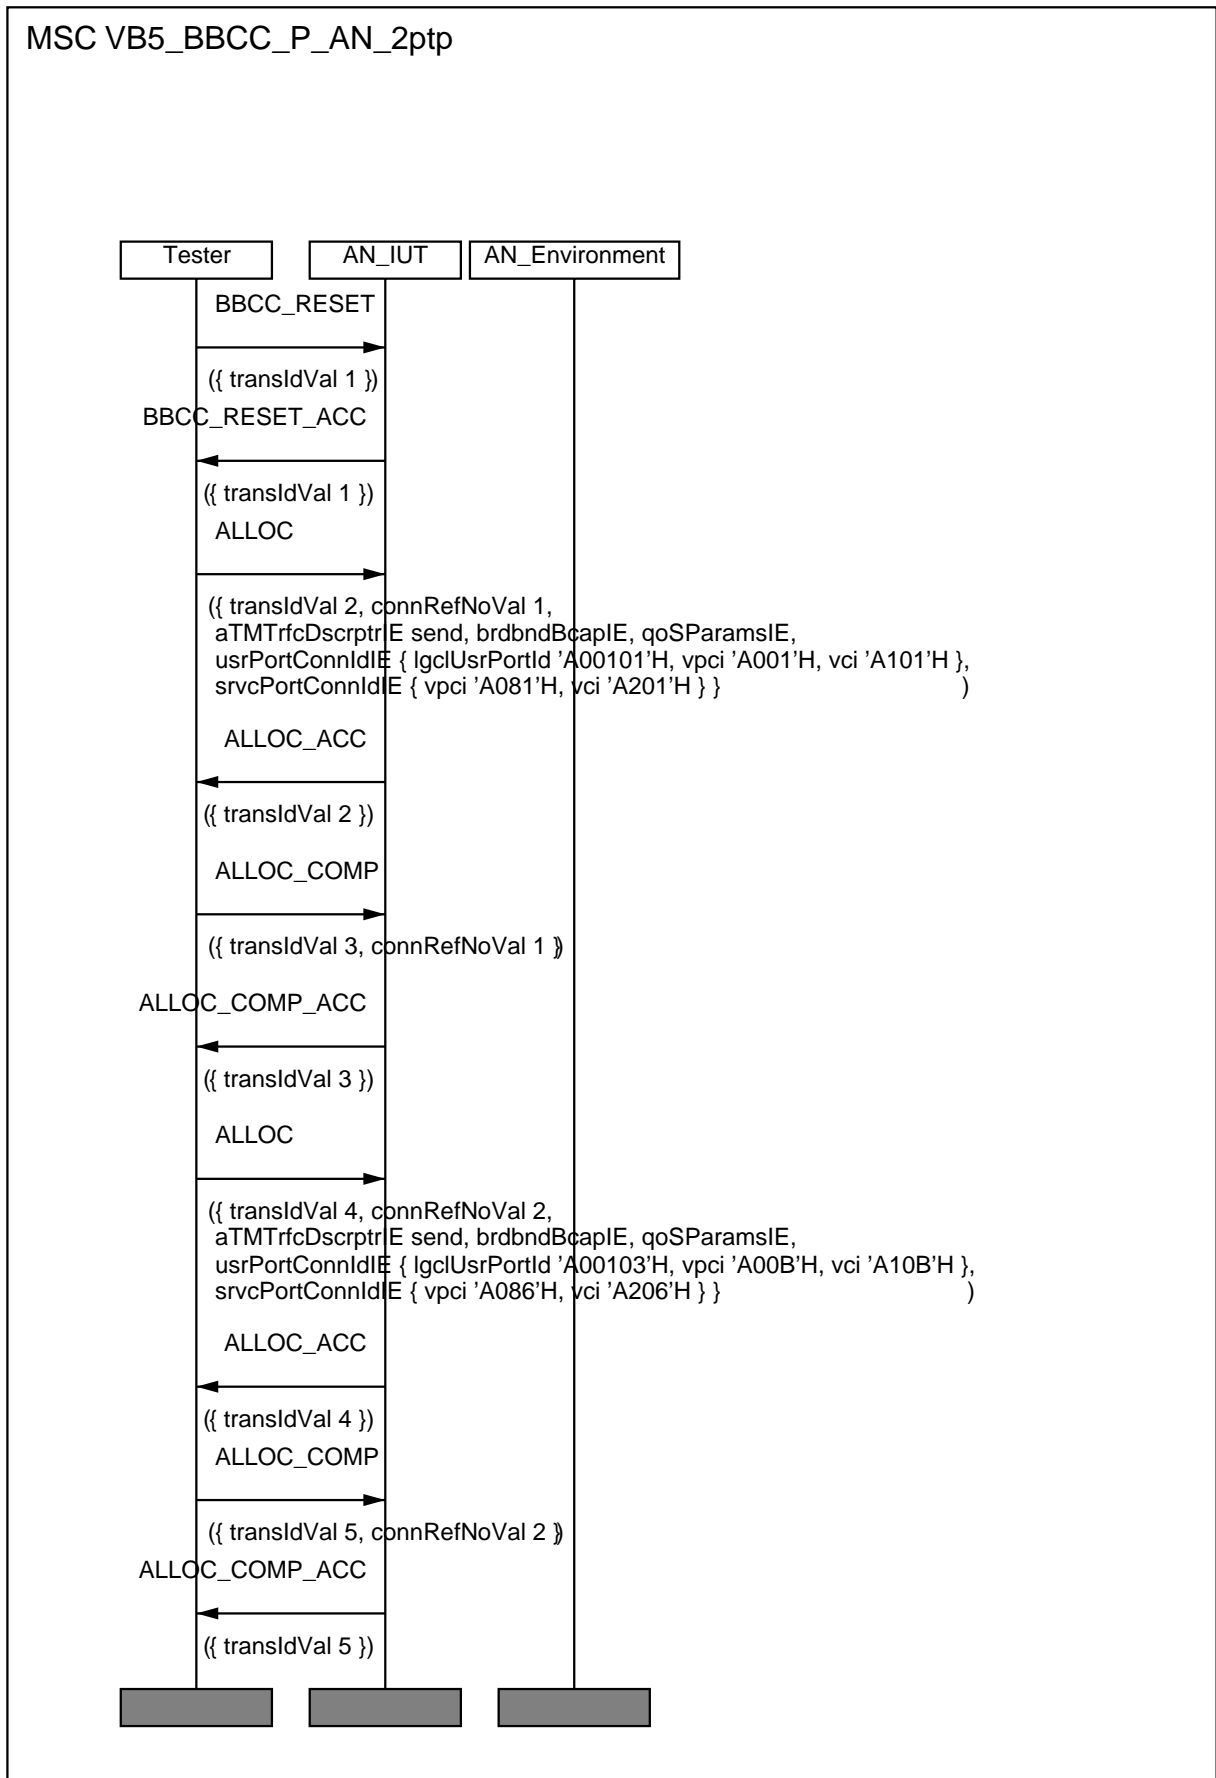 MSC VB5_BBCC_P_AN_2ptp
Tester
AN_IUT
AN_Environment
BBCC_RESET
({ transIdVal 1 })
BBCC_RESET_ACC
({ transIdVal 1 })
ALLOC
({ transIdVal 2, connRefNoVal 1,
aTMTrfcDscrptrIE send, brdbndBcapIE, qoSParamsIE,
usrPortConnIdIE { lgclUsrPortId ’A00101’H, vpci ’A001’H, vci ’A101’H },
srvcPortConnIdIE { vpci ’A081’H, vci ’A201’H } } )
ALLOC_ACC
({ transIdVal 2 })
ALLOC_COMP
({ transIdVal 3, connRefNoVal 1 })
ALLOC_COMP_ACC
({ transIdVal 3 })
ALLOC
({ transIdVal 4, connRefNoVal 2,
aTMTrfcDscrptrIE send, brdbndBcapIE, qoSParamsIE,
usrPortConnIdIE { lgclUsrPortId ’A00103’H, vpci ’A00B’H, vci ’A10B’H },
srvcPortConnIdIE { vpci ’A086’H, vci ’A206’H } } )
ALLOC_ACC
({ transIdVal 4 })
ALLOC_COMP
({ transIdVal 5, connRefNoVal 2 })
ALLOC_COMP_ACC
({ transIdVal 5 })